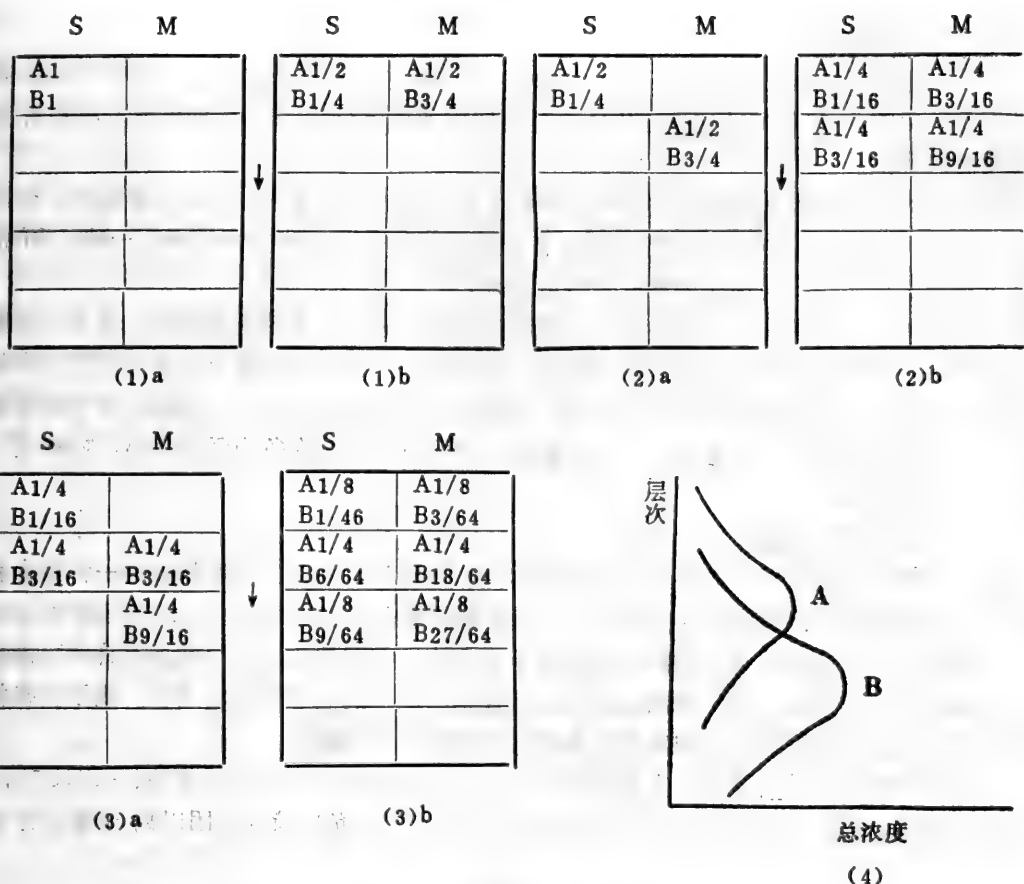 S M S M S M S M
A1 A1/2 A1/2 A1/2 A1/4 A1/4
B1 B1/4 B3/4 B1/4 B1/16 B3/16
A1/2 A1/4 A1/4
B3/4 B3/16 B9/16
↓ ↓
(1)a (1)b (2)a (2)b
S M S M
A1/4 A1/8 A1/8
B1/16 B1/46 B3/64
A1/4 A1/4 A1/4 A1/4
B3/16 B3/16 B6/64 B18/64
A1/4 A1/8 A1/8
B9/16 B9/64 B27/64
↓
(3)a (3)b
层次
A
B
总浓度
(4)